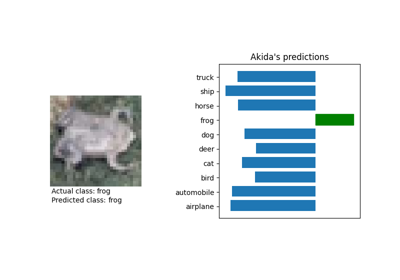 Akida's predictions
truck
ship
horse
frog
dog
deer
cat
bird
automobile
airplane
Actual class: frog
Predicted class: frog